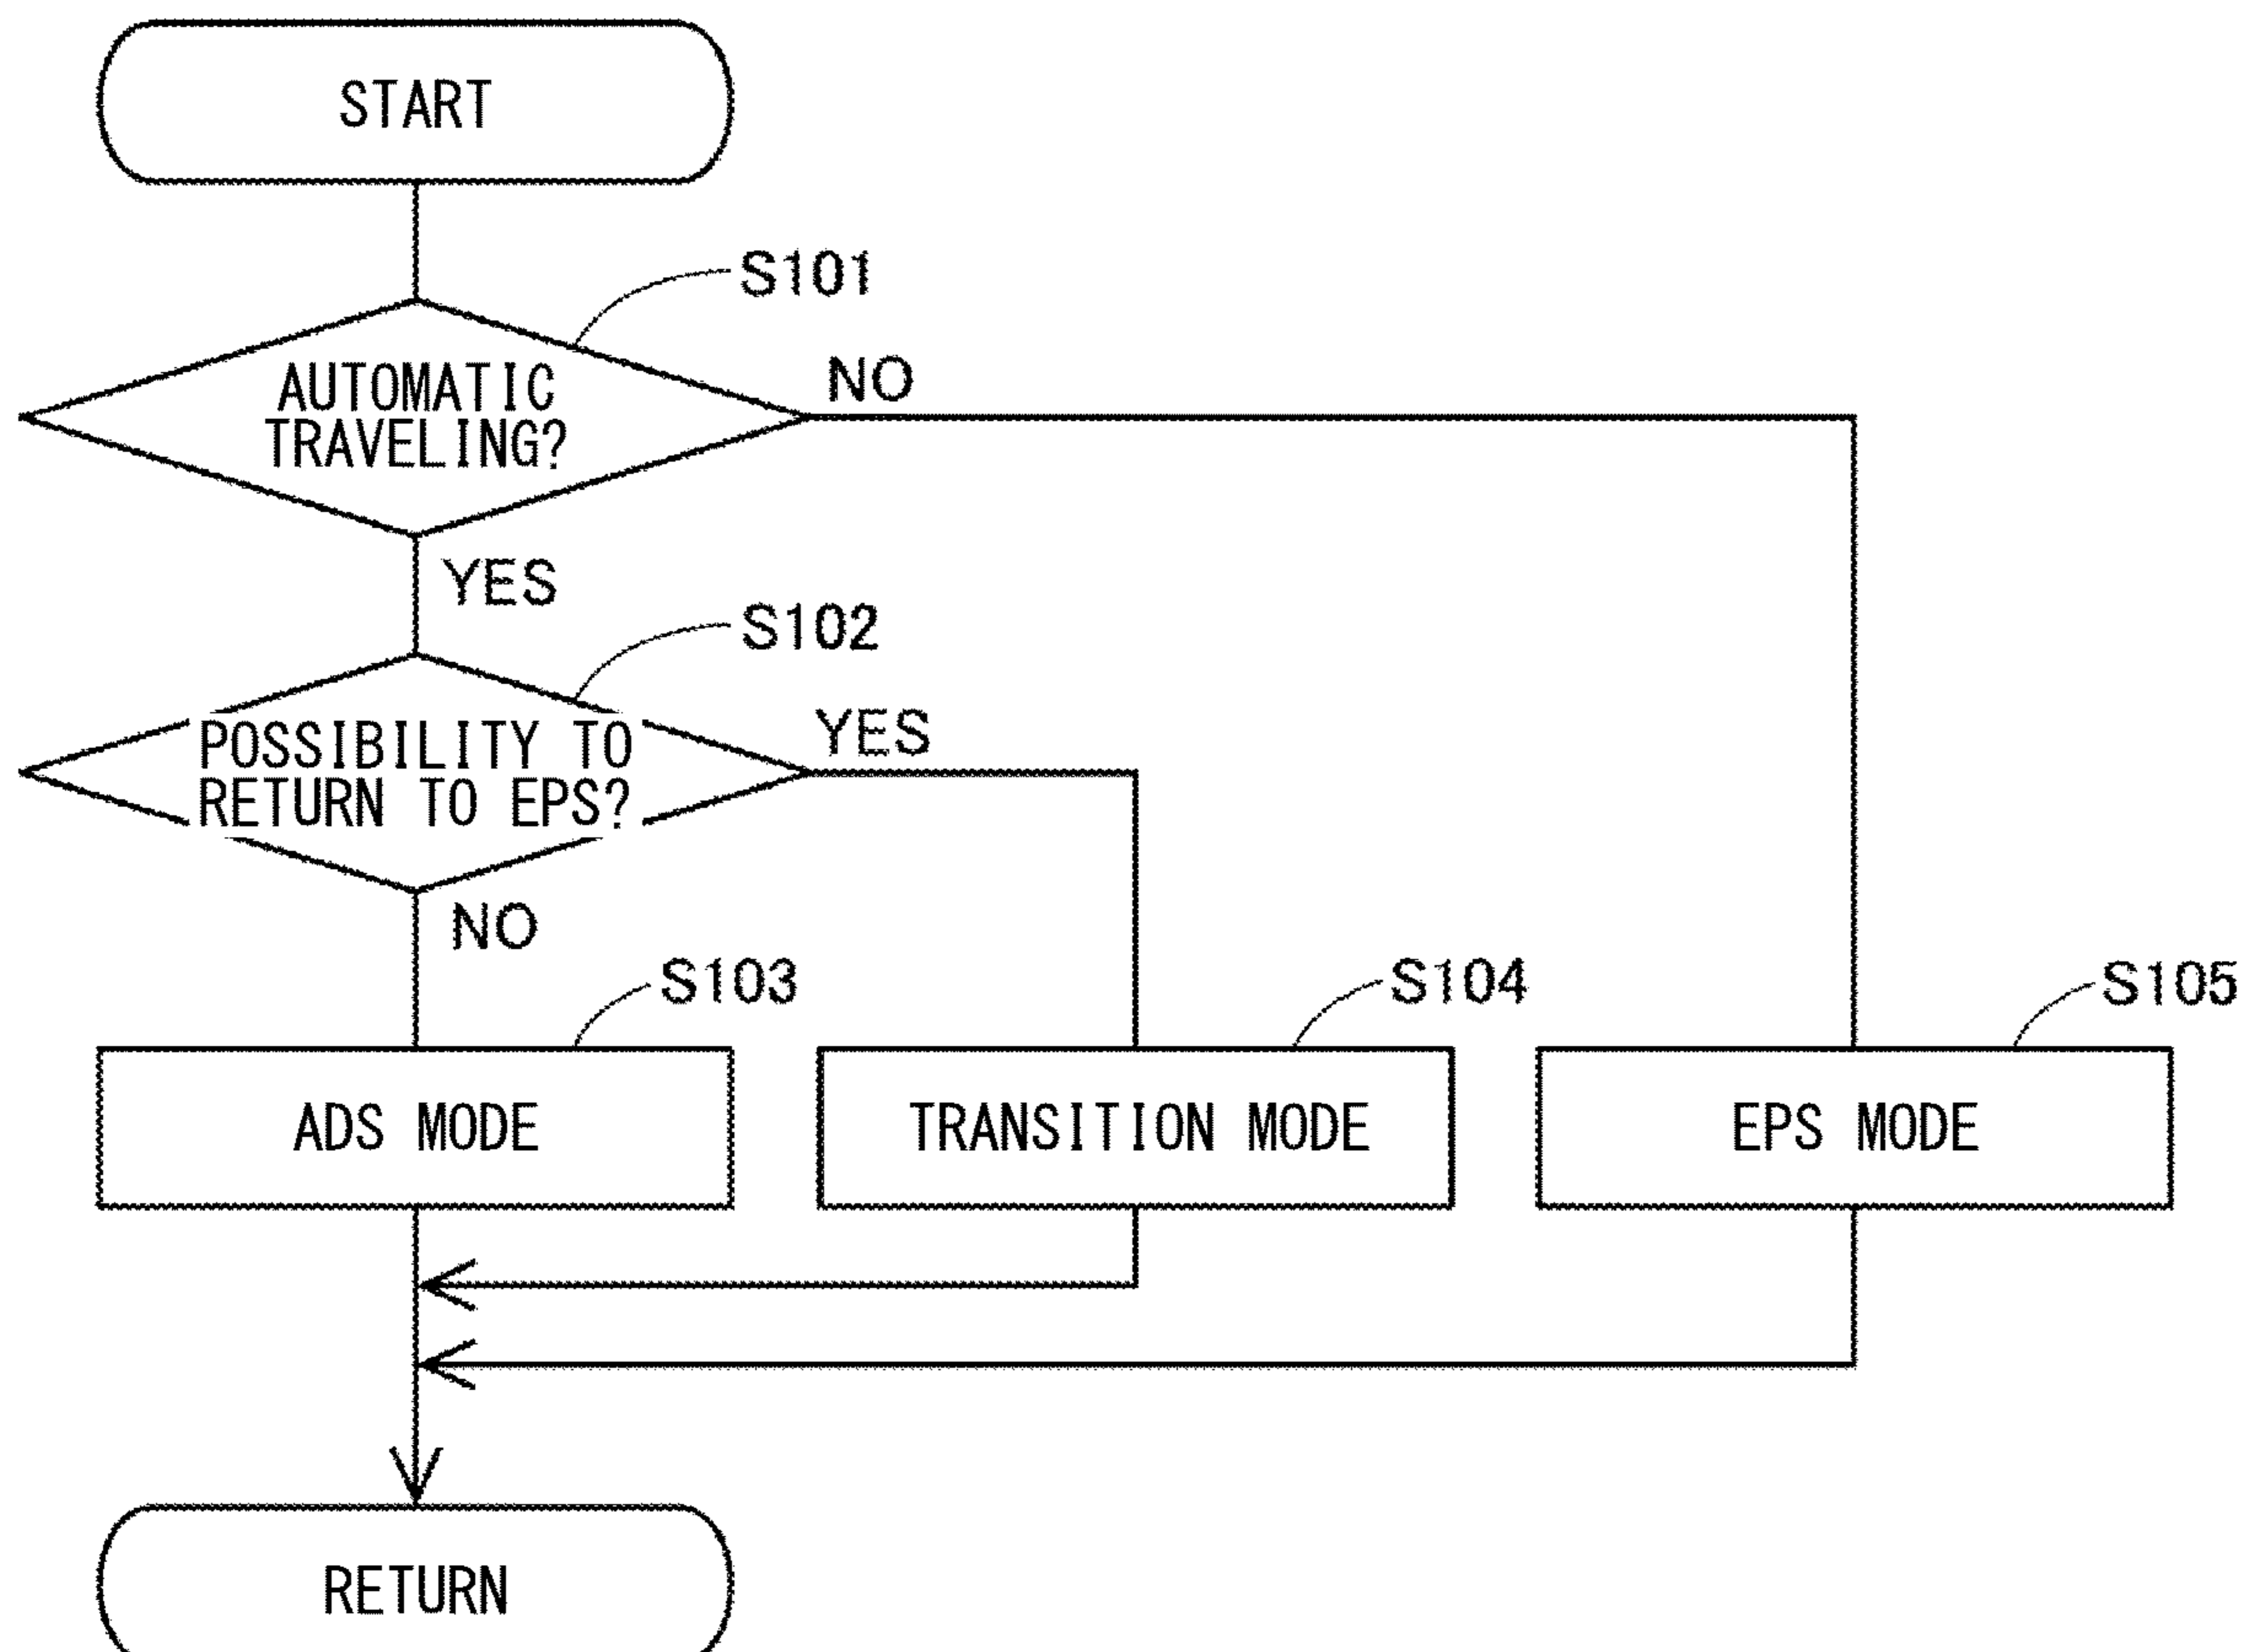 START
S101
AUTOMATIC
TRAVELING?
NO
YES
S102
POSSIBILITY TO
RETURN TO EPS?
YES
NO
S103
S104
S105
ADS MODE
TRANSITION MODE
EPS MODE
RETURN